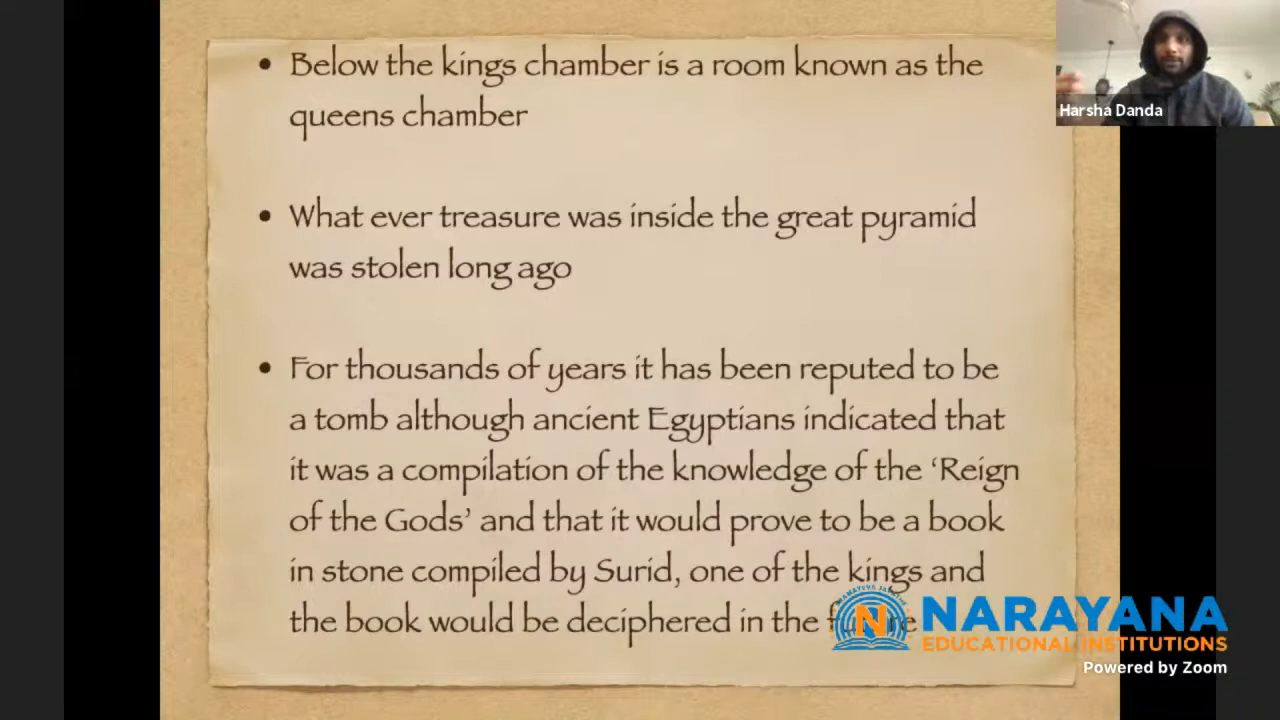 • Below the kings chamber is a room known as the
queens chamber
• What ever treasure was inside the great pyramid
was stolen long ago
• For thousands of years it has been reputed to be
a tomb although ancient Egyptians indicated that
it was a compilation of the knowledge of the ‘Reign
of the Gods’ and that it would prove to be a book
in stone compiled by Surid, one of the kings and
the book would be deciphered in the
Harsha Danda
N
NARAYANA
EDUCATIONAL INSTITUTIONS
Powered by Zoom